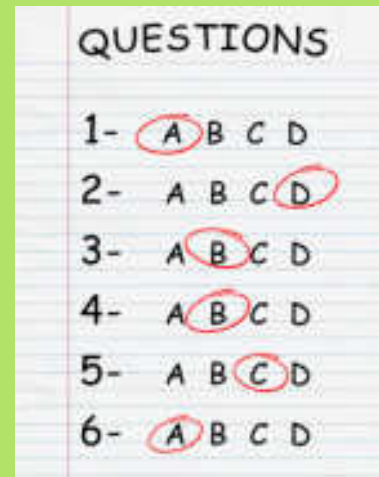 QUESTIONS
1- A B C D
2- A B C D
3- A B C D
4- A B C D
5- A B C D
6- A B C D